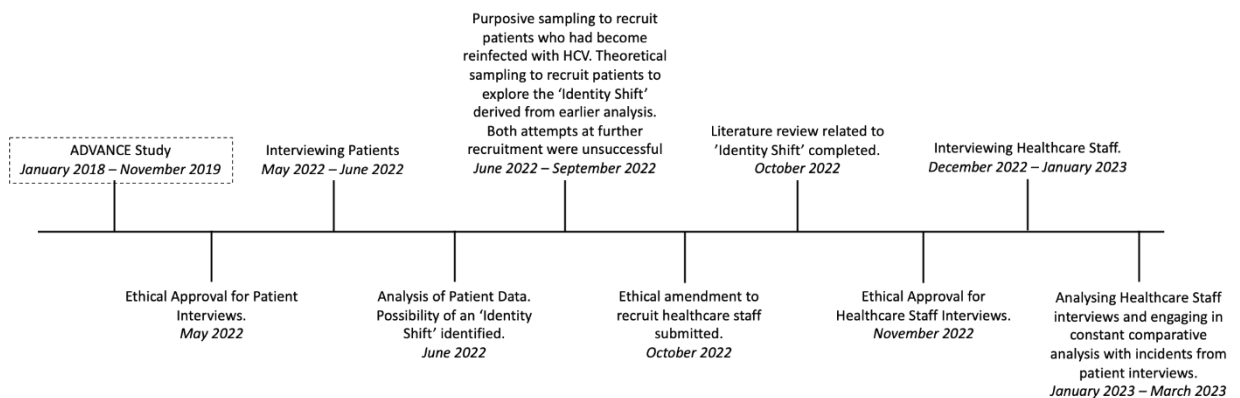 ADVANCE Study
January 2018 – November 2019
Ethical Approval for Patient
Interviews.
May 2022
Interviewing Patients
May 2022 – June 2022
Analysis of Patient Data.
Possibility of an ‘Identity
Shift’ identified.
June 2022
Purposive sampling to recruit
patients who had become
reinfected with HCV. Theoretical
sampling to recruit patients to
explore the ‘Identity Shift’
derived from earlier analysis.
Both attempts at further
recruitment were unsuccessful
June 2022 – September 2022
Ethical amendment to
recruit healthcare staff
submitted.
October 2022
Literature review related to
’Identity Shift’ completed.
October 2022
Ethical Approval for
Healthcare Staff Interviews.
November 2022
Interviewing Healthcare Staff.
December 2022 – January 2023
Analysing Healthcare Staff
interviews and engaging in
constant comparative
analysis with incidents from
patient interviews.
January 2023 – March 2023